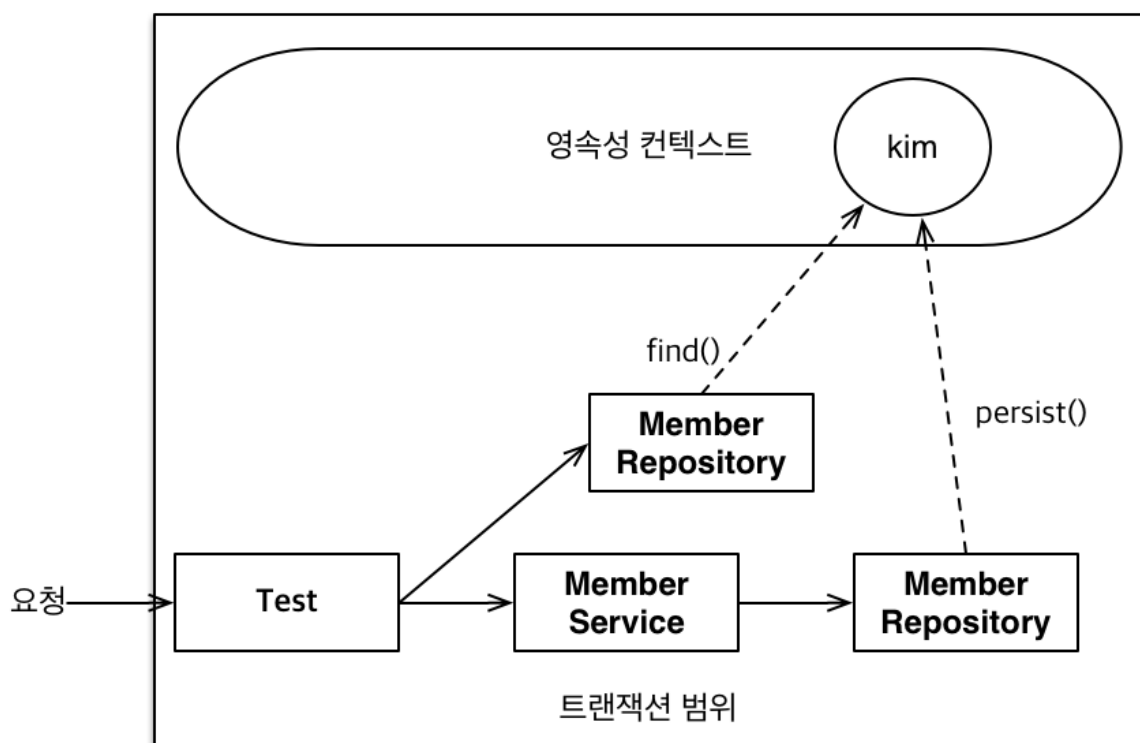 영속성 컨텍스트
kim
find()
persist()
Member
Repository
요청
Test
Member
Service
Member
Repository
트랜잭션 범위